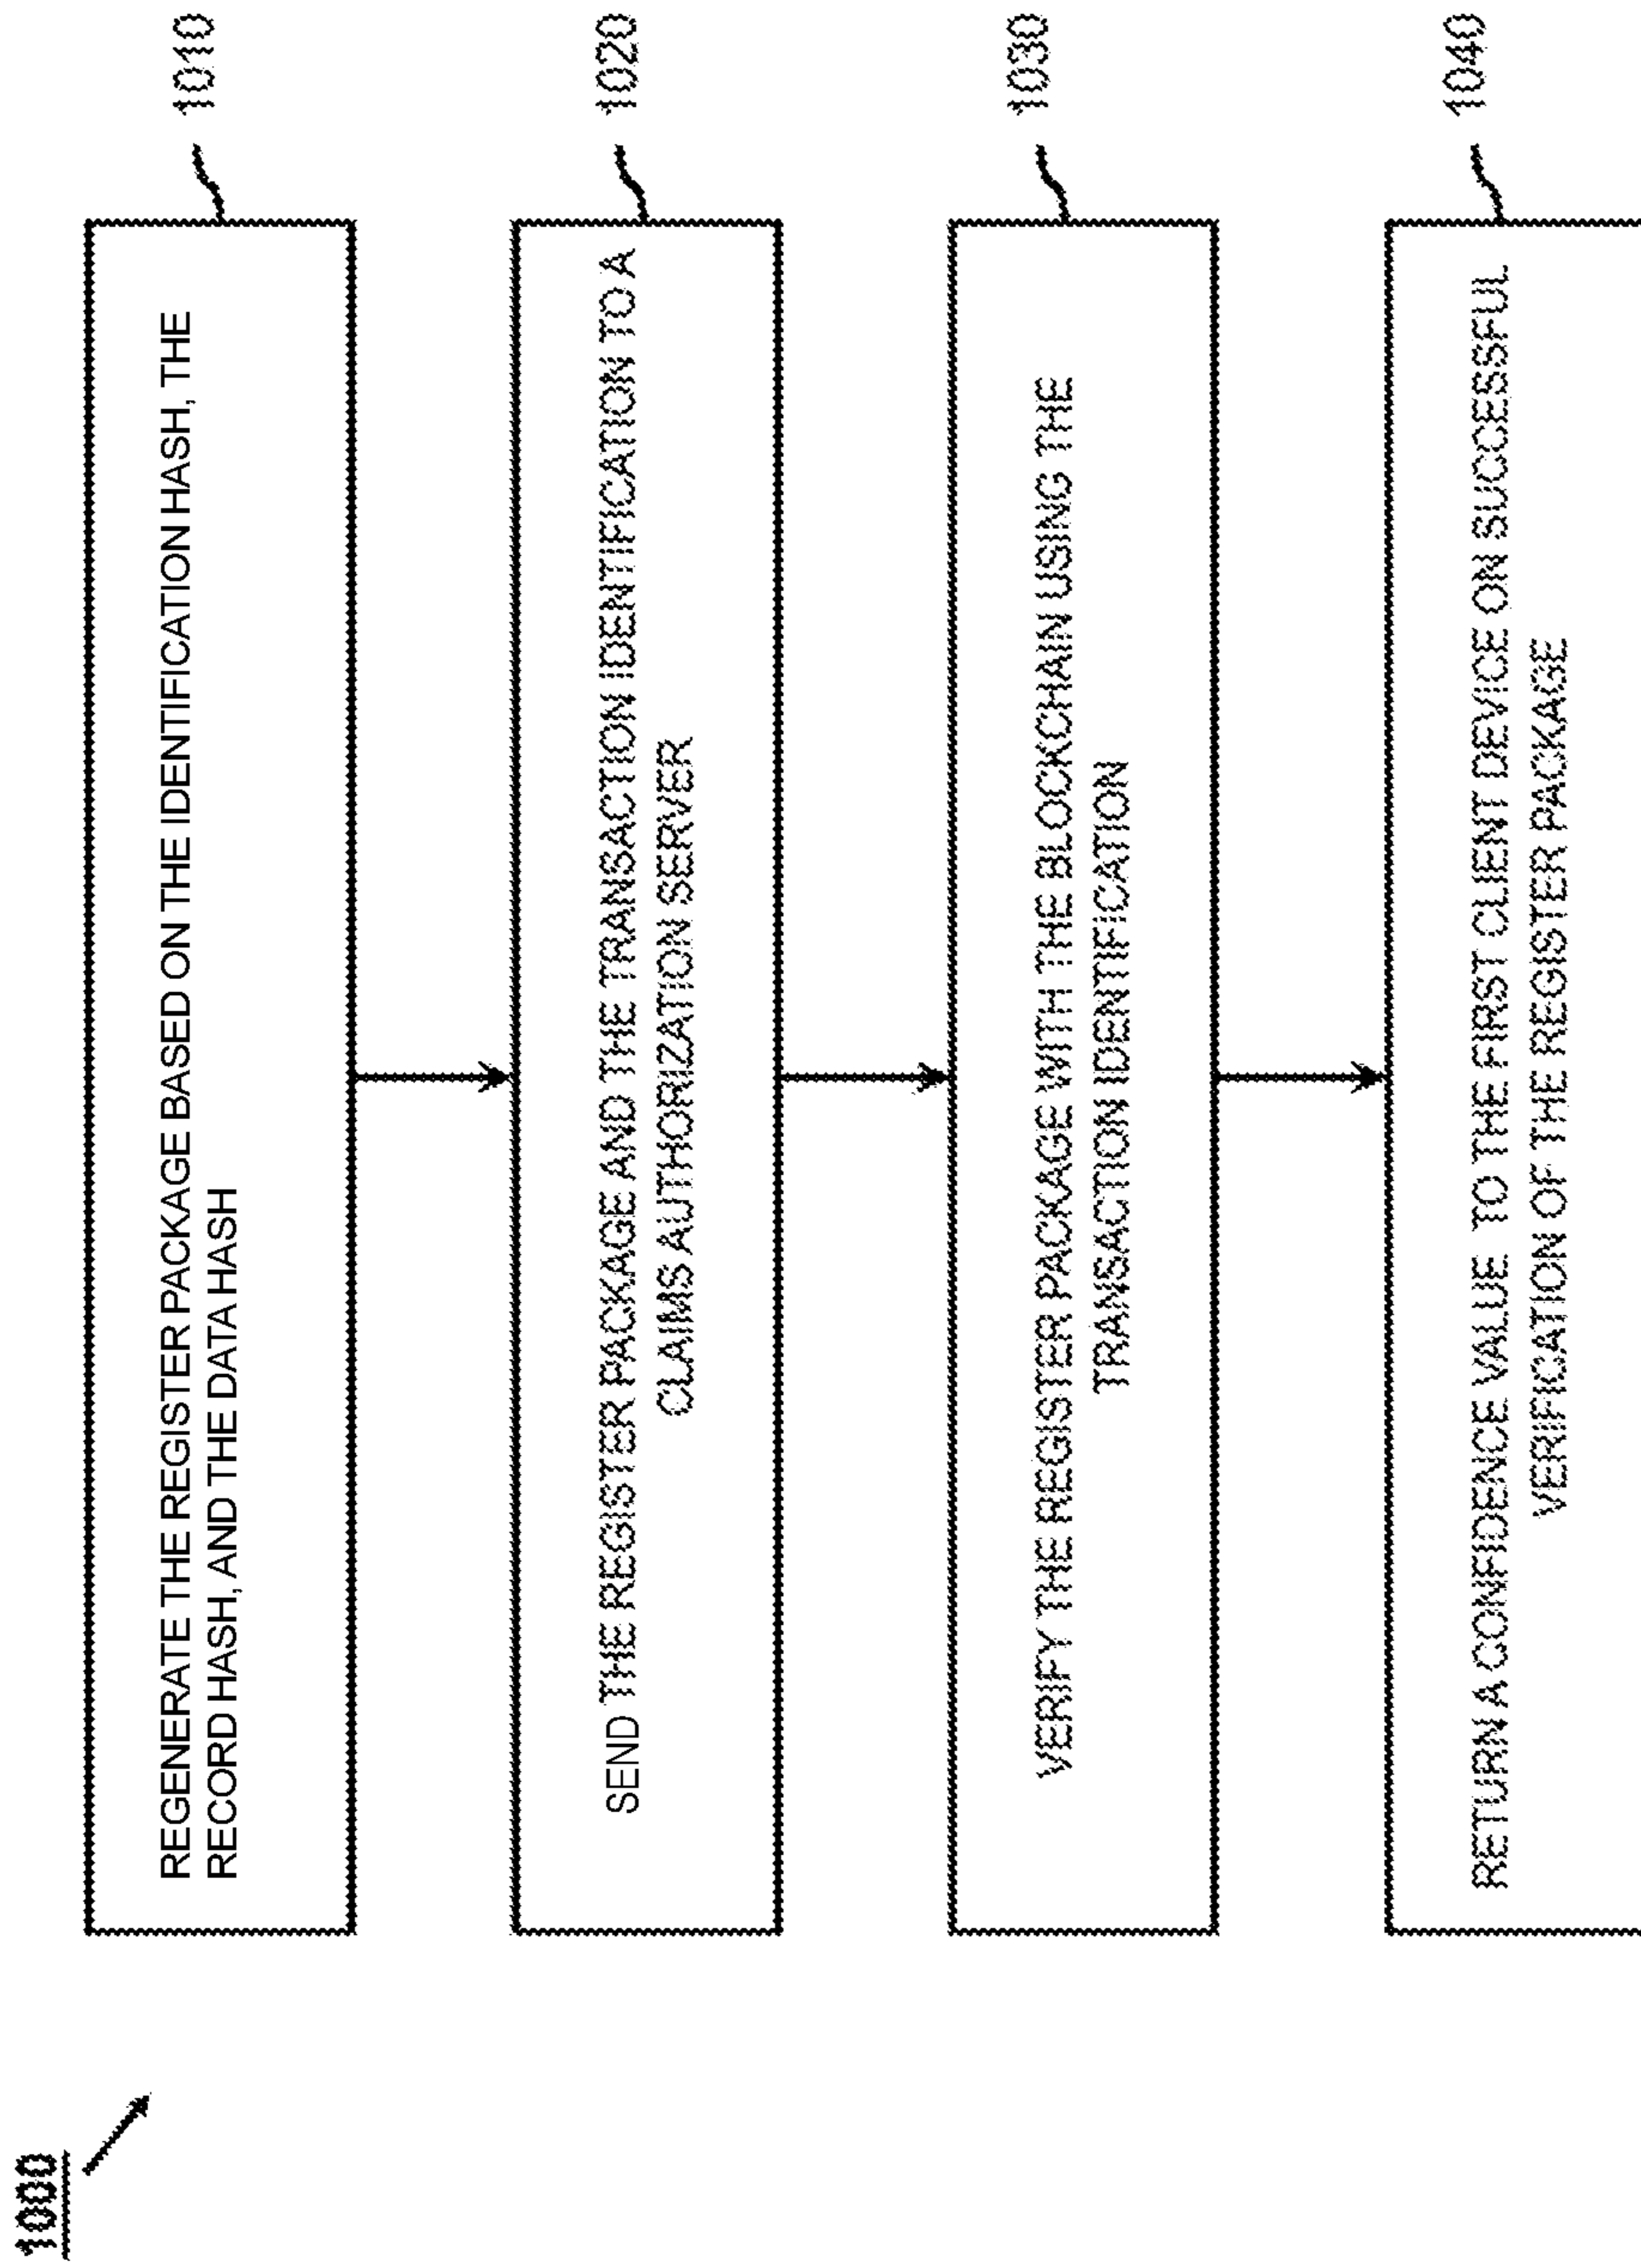 1000
REGENERATE THE REGISTER PACKAGE BASED ON THE IDENTIFICATION HASH, THE
RECORD HASH, AND THE DATA HASH
1010
SEND THE REGISTER PACKAGE AND THE TRANSACTION IDENTIFICATION TO A
CLAIMS AUTHORIZATION SERVER
1020
VERIFY THE REGISTER PACKAGE WITH THE BLOCKCHAIN USING THE
TRANSACTION IDENTIFICATION
1030
RETURN A CONFIDENCE VALUE TO THE FIRST CLIENT DEVICE ON SUCCESSFUL
VERIFICATION OF THE REGISTER PACKAGE
1040